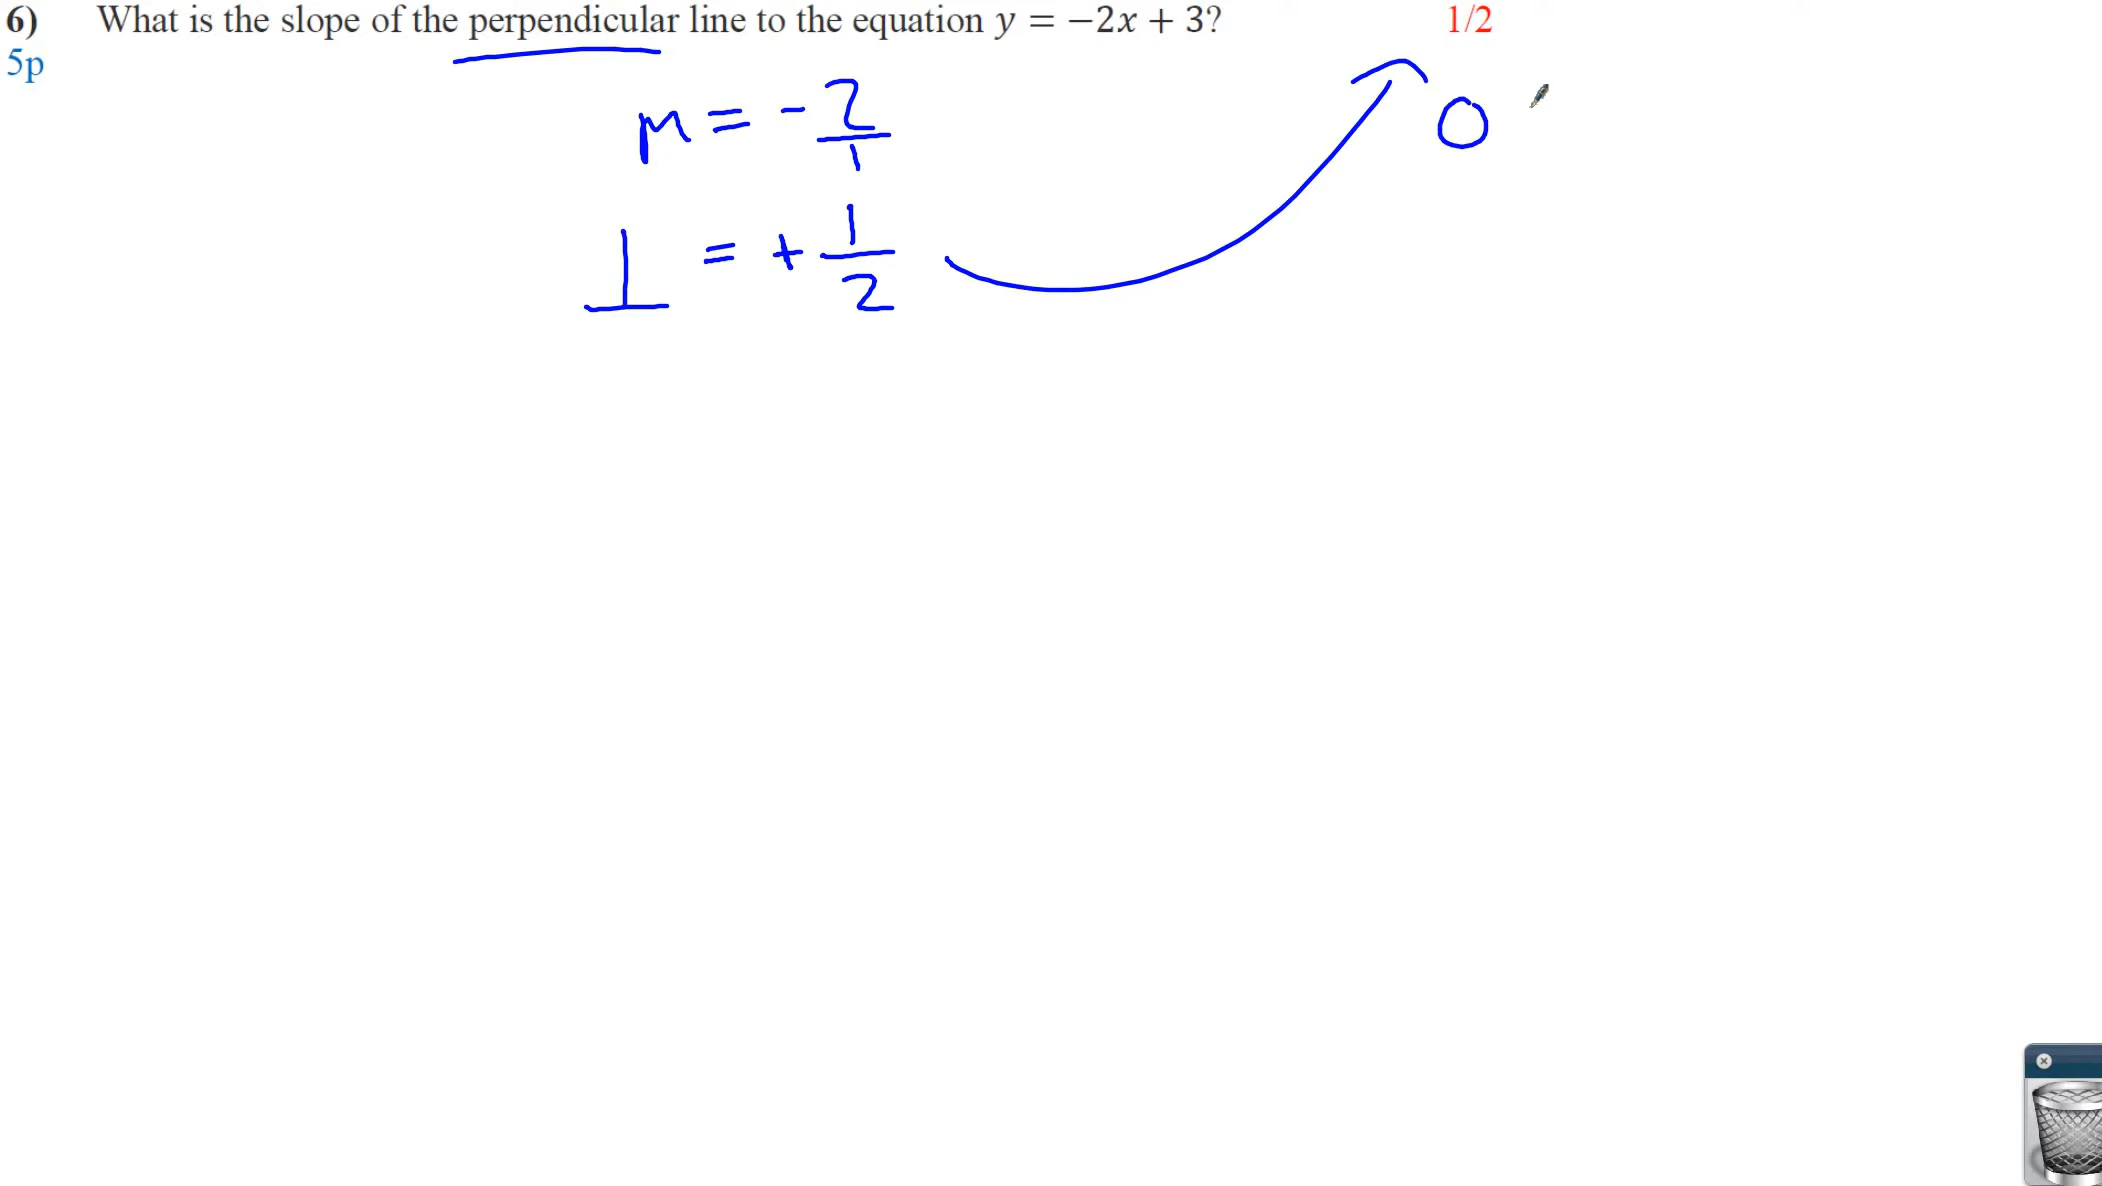 6) What is the slope of the perpendicular line to the equation y = −2x + 3? 1/2
5p
m = - 2/1
0
⊥ = + 1/2